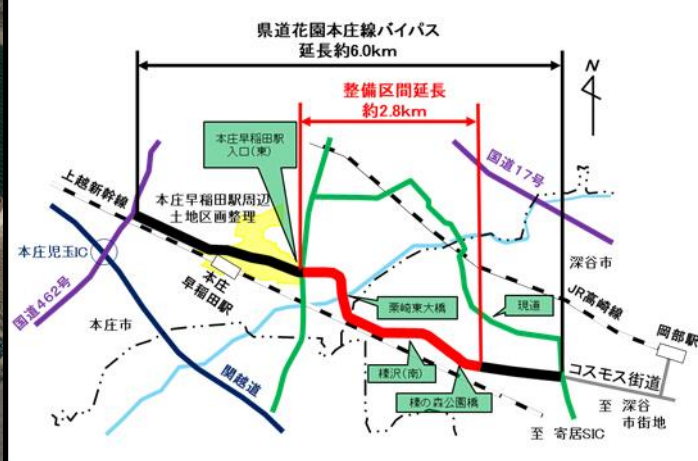 県道花園本庄線バイパス
延長約6.0km
整備区間延長
約2.8km
N
本庄早稲田駅
入口(東)
国道17号
上越新幹線
本庄早稲田駅周辺
土地区画整理
本庄児玉IC
深谷市
本庄
早稲田駅
栗崎東大橋
現道
JR高崎線
岡部駅
国道462号
本庄市
関越道
榛沢(南)
コスモス街道
榛の森公園橋
至 深谷
市街地
至 寄居SIC